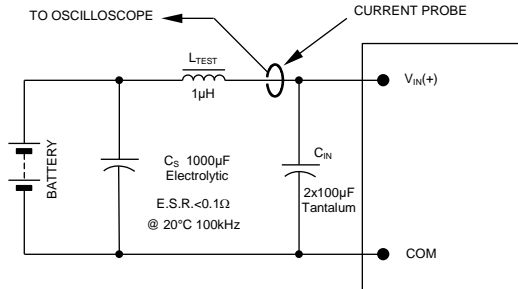 TO OSCILLOSCOPE
CURRENT PROBE
LTEST
1µH
VIN(+)
BATTERY
CS 1000µF
Electrolytic
E.S.R.<0.1Ω
@ 20°C 100kHz
CIN
2x100µF
Tantalum
COM